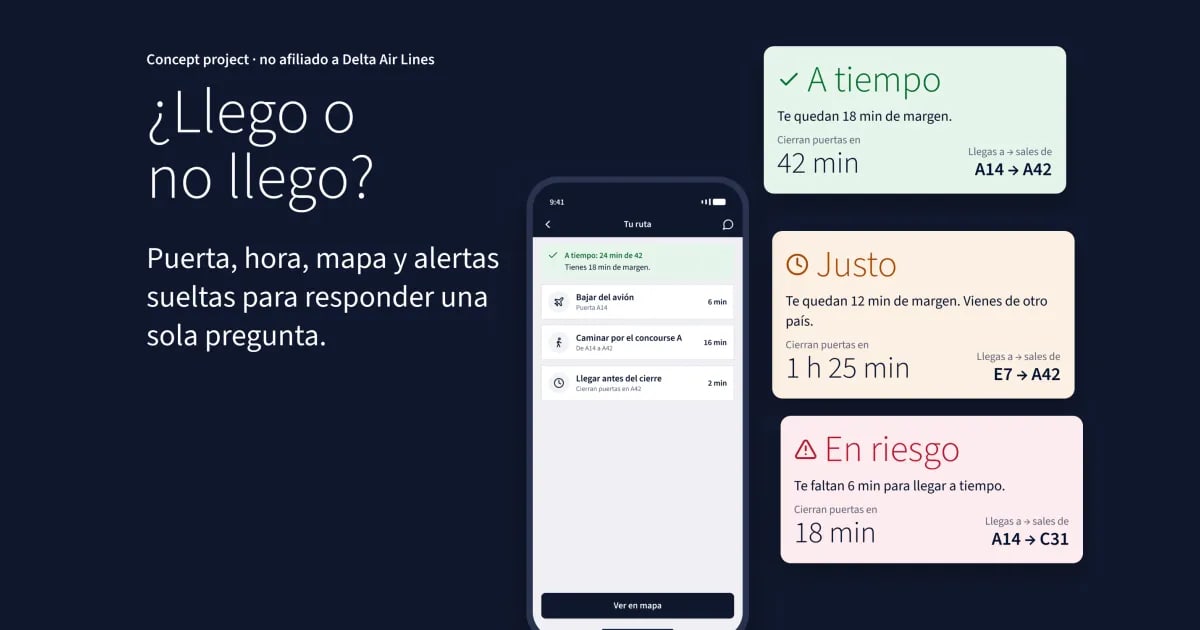 Concept project · no afiliado a Delta Air Lines
¿Llego o
no llego?
Puerta, hora, mapa y alertas
sueltas para responder una
sola pregunta.
9:41
Tu ruta
A tiempo: 24 min de 42
Tienes 18 min de margen.
Bajar del avión
Puerta A14
6 min
Caminar por el concourse A
De A14 a A42
16 min
Llegar antes del cierre
Cierran puertas en A42
2 min
Ver en mapa
A tiempo
Te quedan 18 min de margen.
Cierran puertas en
42 min
Llegas a → sales de
A14 → A42
Justo
Te quedan 12 min de margen. Vienes de otro
país.
Cierran puertas en
1 h 25 min
Llegas a → sales de
E7 → A42
En riesgo
Te faltan 6 min para llegar a tiempo.
Cierran puertas en
18 min
Llegas a → sales de
A14 → C31